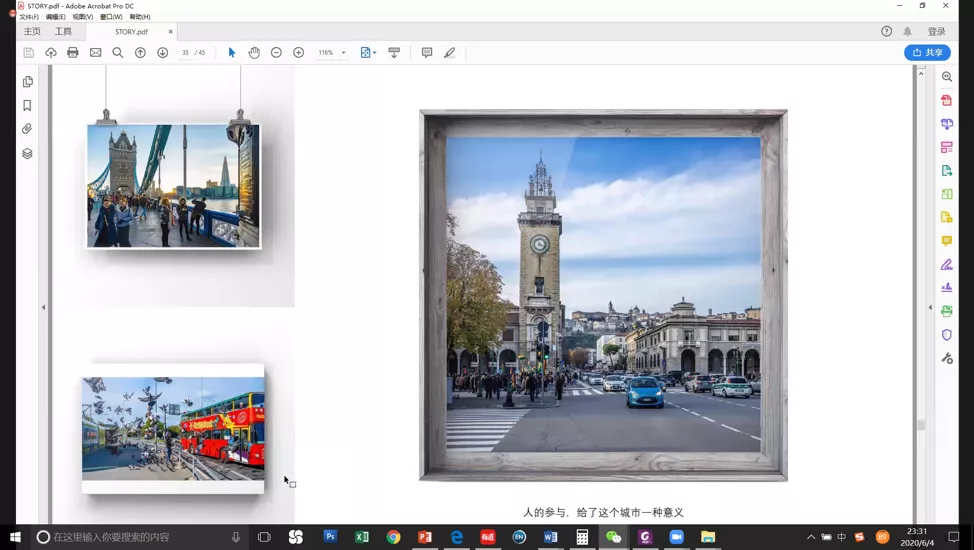 STORY.pdf - Adobe Acrobat Pro DC
文件(F) 编辑(E) 视图(V) 窗口(W) 帮助(H)
主页 工具 STORY.pdf × 登录
35 / 45 116% 共享
人的参与，给了这个城市一种意义
在这里输入你要搜索的内容
中
23:31
2020/6/4